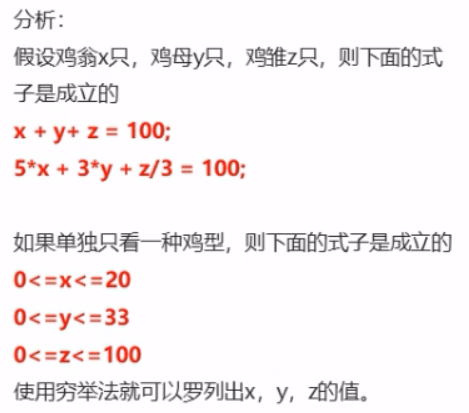 分析：
假设鸡翁x只，鸡母y只，鸡雏z只，则下面的式
子是成立的
x + y+ z = 100;
5*x + 3*y + z/3 = 100;
如果单独只看一种鸡型，则下面的式子是成立的
0<=x<=20
0<=y<=33
0<=z<=100
使用穷举法就可以罗列出x，y，z的值。